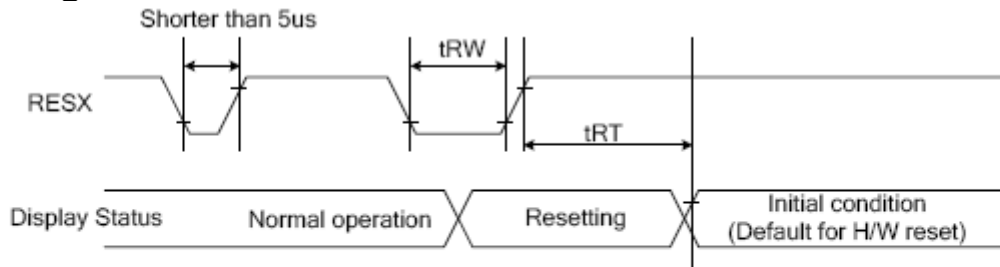 Shorter than 5us
tRW
RESX
tRT
Display Status
Normal operation
Resetting
Initial condition
(Default for H/W reset)